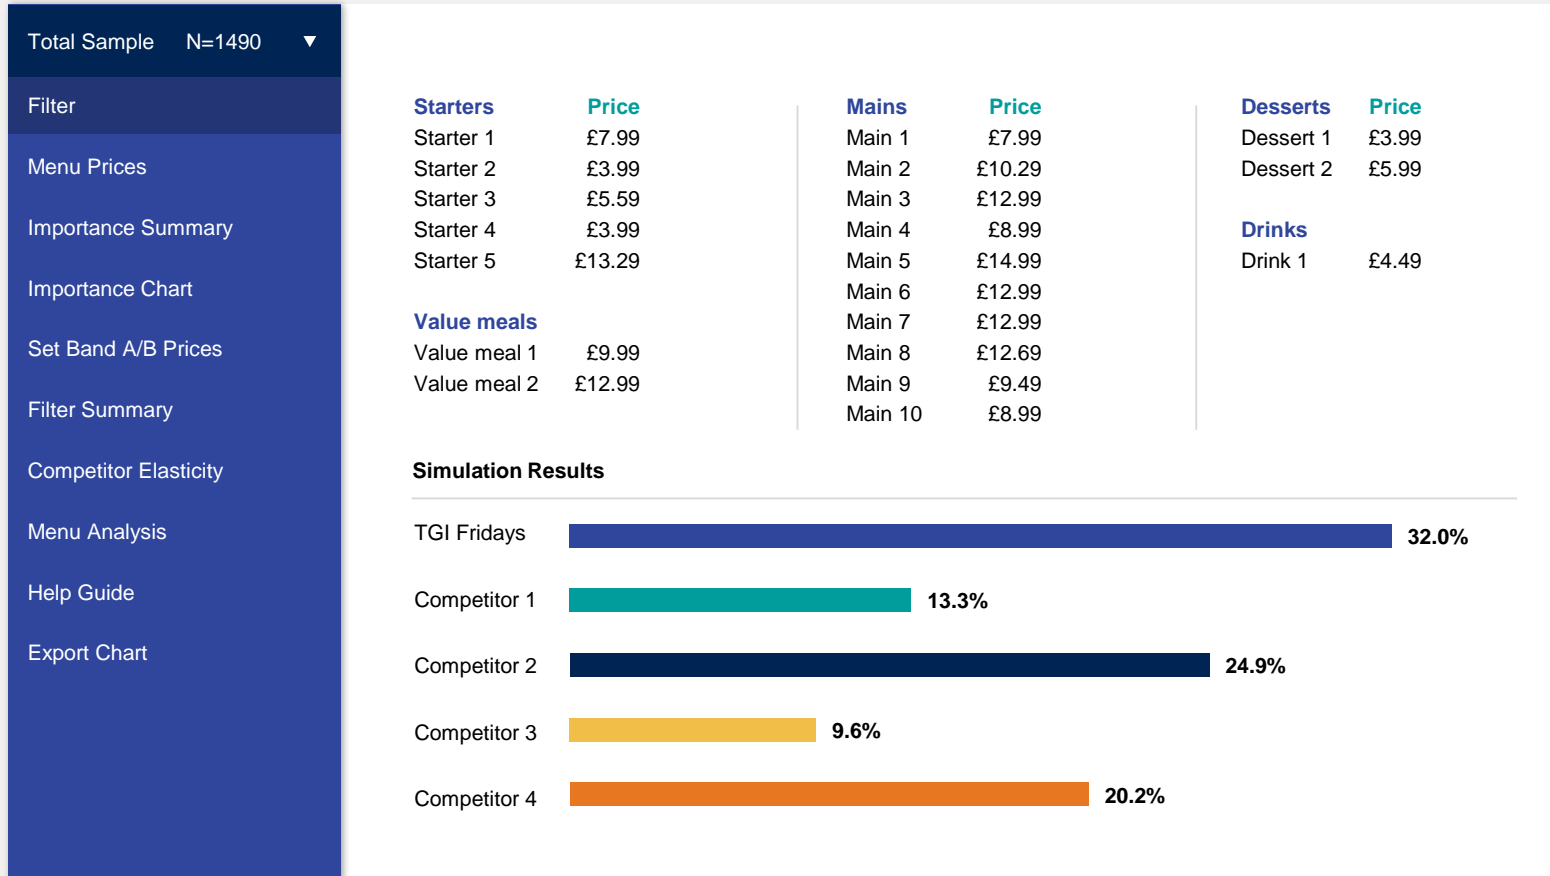 Total Sample N=1490 ▼
Filter
Menu Prices
Importance Summary
Importance Chart
Set Band A/B Prices
Filter Summary
Competitor Elasticity
Menu Analysis
Help Guide
Export Chart
Starters Price
Starter 1 £7.99
Starter 2 £3.99
Starter 3 £5.59
Starter 4 £3.99
Starter 5 £13.29
Value meals
Value meal 1 £9.99
Value meal 2 £12.99
Mains Price
Main 1 £7.99
Main 2 £10.29
Main 3 £12.99
Main 4 £8.99
Main 5 £14.99
Main 6 £12.99
Main 7 £12.99
Main 8 £12.69
Main 9 £9.49
Main 10 £8.99
Desserts Price
Dessert 1 £3.99
Dessert 2 £5.99
Drinks
Drink 1 £4.49
Simulation Results
TGI Fridays 32.0%
Competitor 1 13.3%
Competitor 2 24.9%
Competitor 3 9.6%
Competitor 4 20.2%